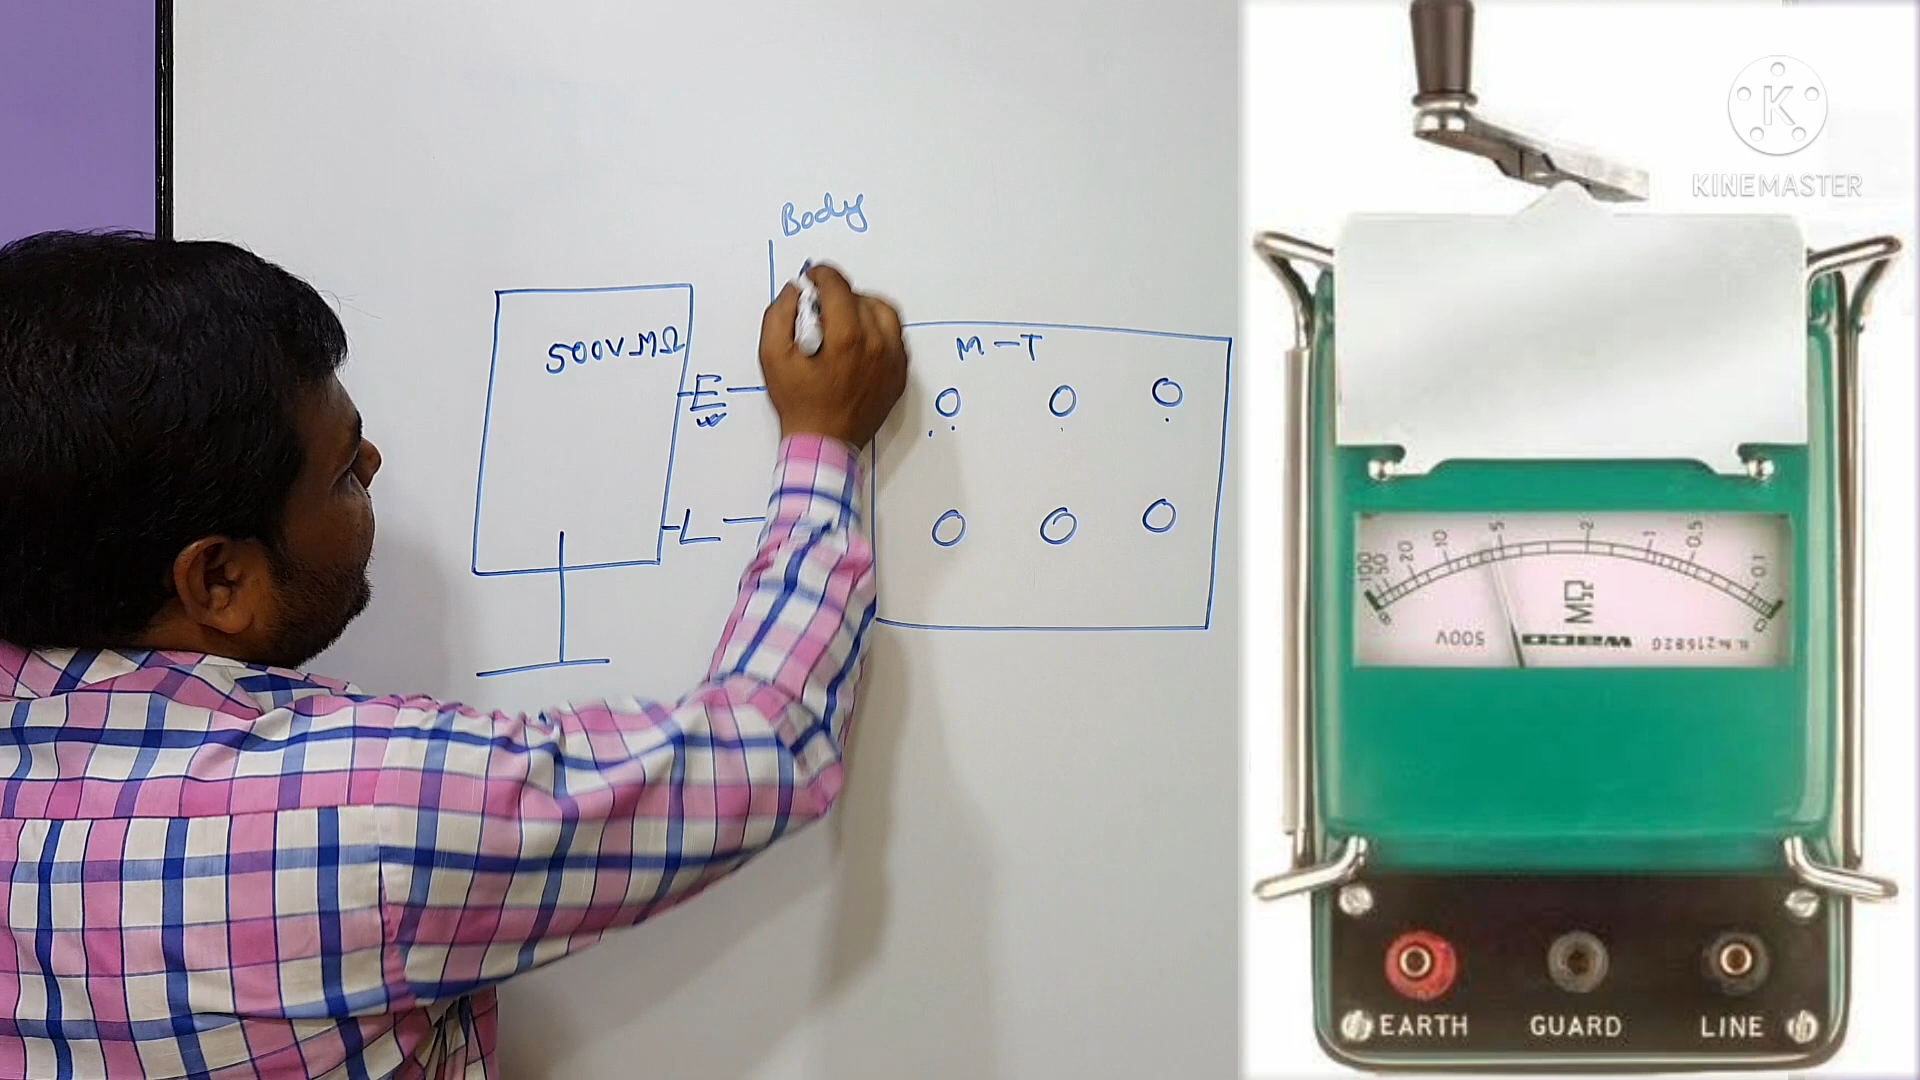 Body
500V MΩ
M-T
E
L
KINEMASTER
100 50 20 10 5 2 1 0.5 0.1 0
∞
MΩ
500V
WACO
EARTH GUARD LINE